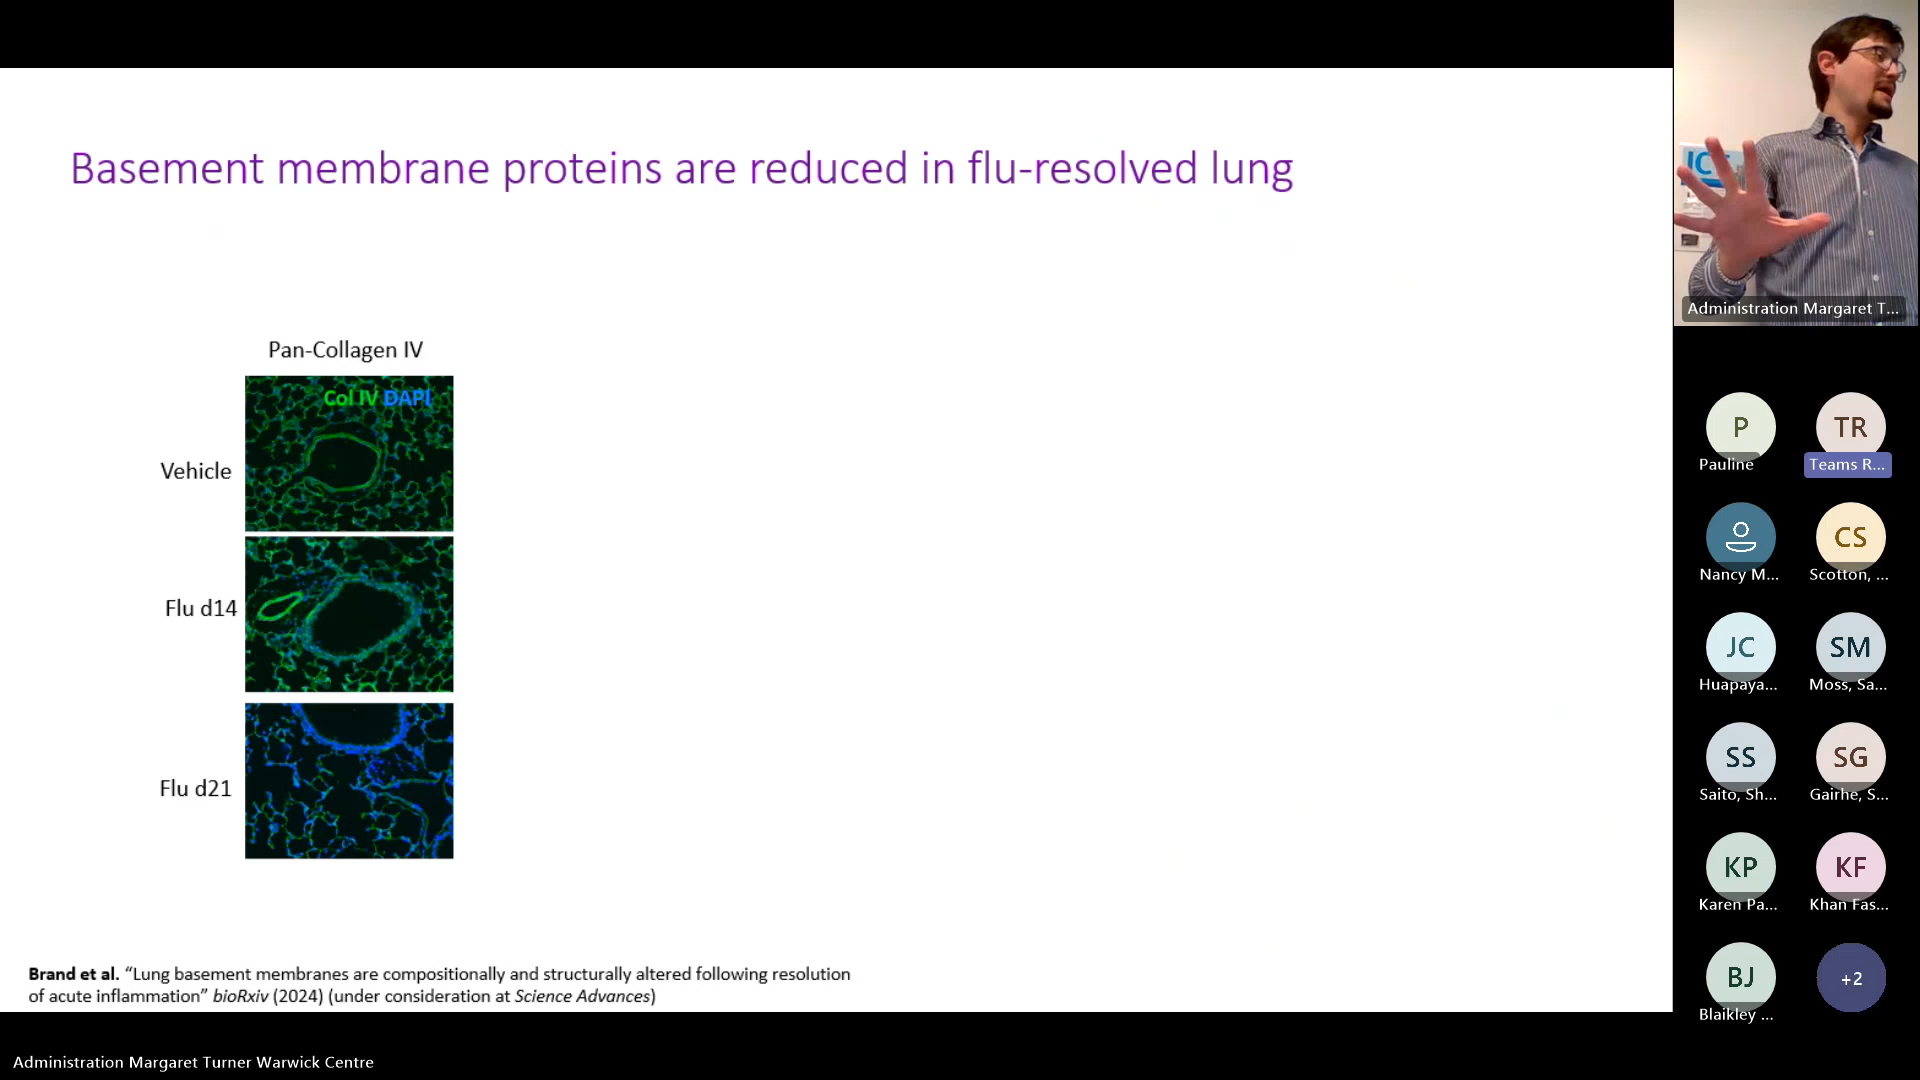 Basement membrane proteins are reduced in flu-resolved lung
Pan-Collagen IV
Col IV DAPI
Vehicle
Flu d14
Flu d21
Brand et al. “Lung basement membranes are compositionally and structurally altered following resolution
of acute inflammation” bioRxiv (2024) (under consideration at Science Advances)
Administration Margaret T...
P
Pauline
TR
Teams R...
Nancy M...
CS
Scotton, ...
JC
Huapaya...
SM
Moss, Sa...
SS
Saito, Sh...
SG
Gairhe, S...
KP
Karen Pa...
KF
Khan Fas...
BJ
Blaikley ...
+2
Administration Margaret Turner Warwick Centre